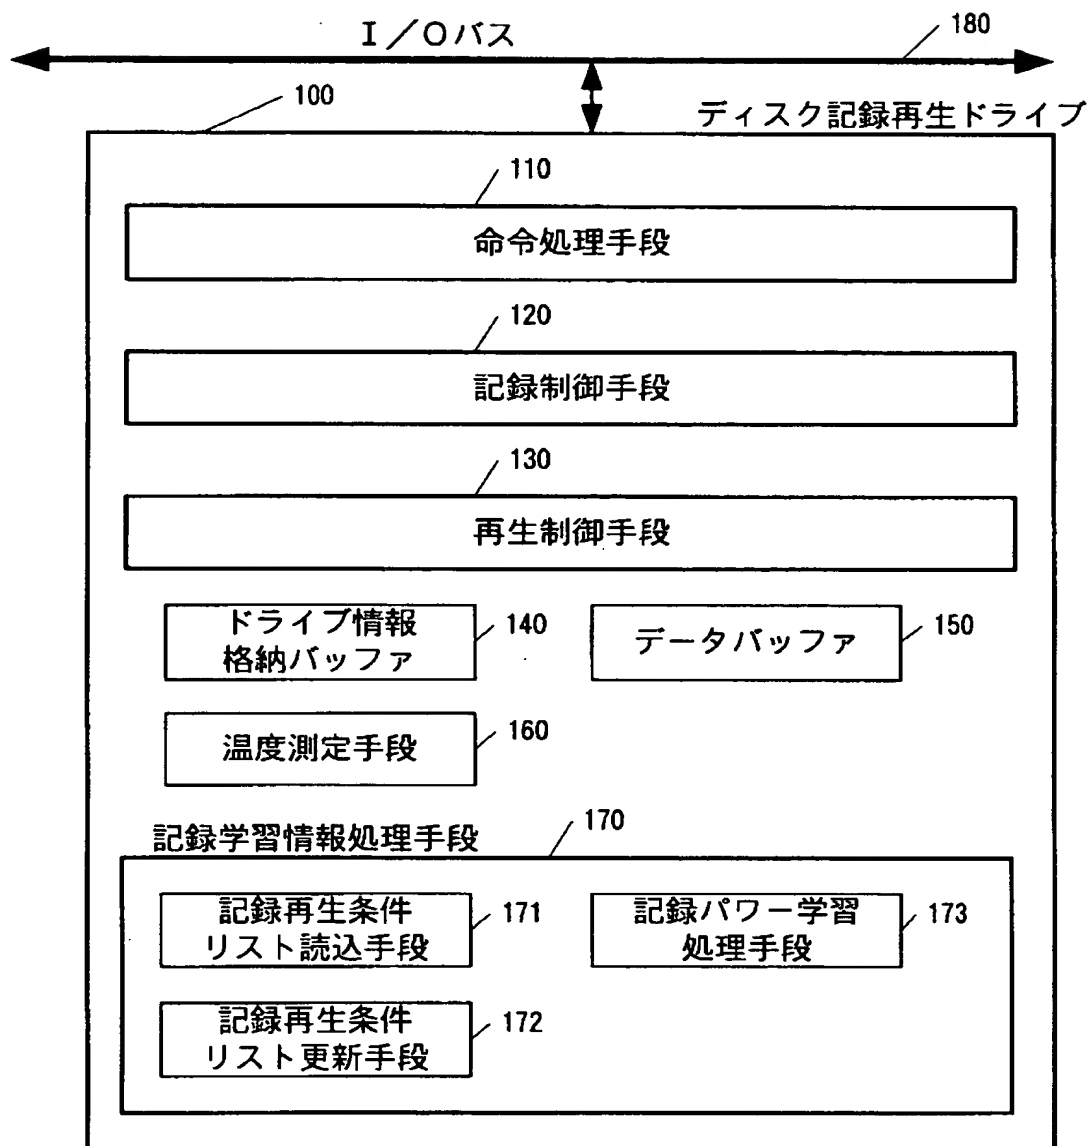 I/Oバス
180
100
ディスク記録再生ドライブ
110
命令処理手段
120
記録制御手段
130
再生制御手段
ドライブ情報
格納バッファ
140
データバッファ
150
温度測定手段
160
記録学習情報処理手段
170
記録再生条件
リスト読込手段
171
記録パワー学習
処理手段
173
記録再生条件
リスト更新手段
172